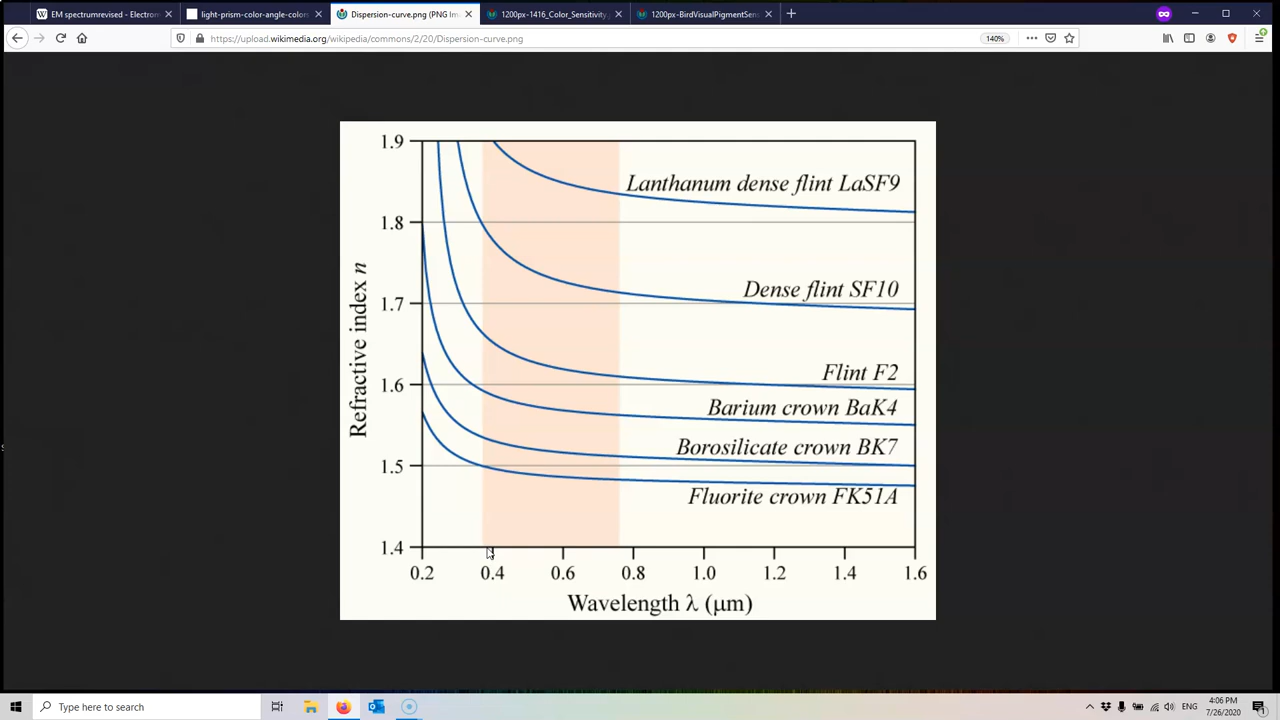 EM spectrumrevised - Electron
light-prism-color-angle-colors
Dispersion-curve.png (PNG Im
1200px-1416_Color_Sensitivity.j
1200px-BirdVisualPigmentSens
https://upload.wikimedia.org/wikipedia/commons/2/20/Dispersion-curve.png
140%
1.9
1.8
1.7
1.6
1.5
1.4
Refractive index n
Lanthanum dense flint LaSF9
Dense flint SF10
Flint F2
Barium crown BaK4
Borosilicate crown BK7
Fluorite crown FK51A
0.2 0.4 0.6 0.8 1.0 1.2 1.4 1.6
Wavelength λ (μm)
Type here to search
ENG
4:06 PM
7/26/2020